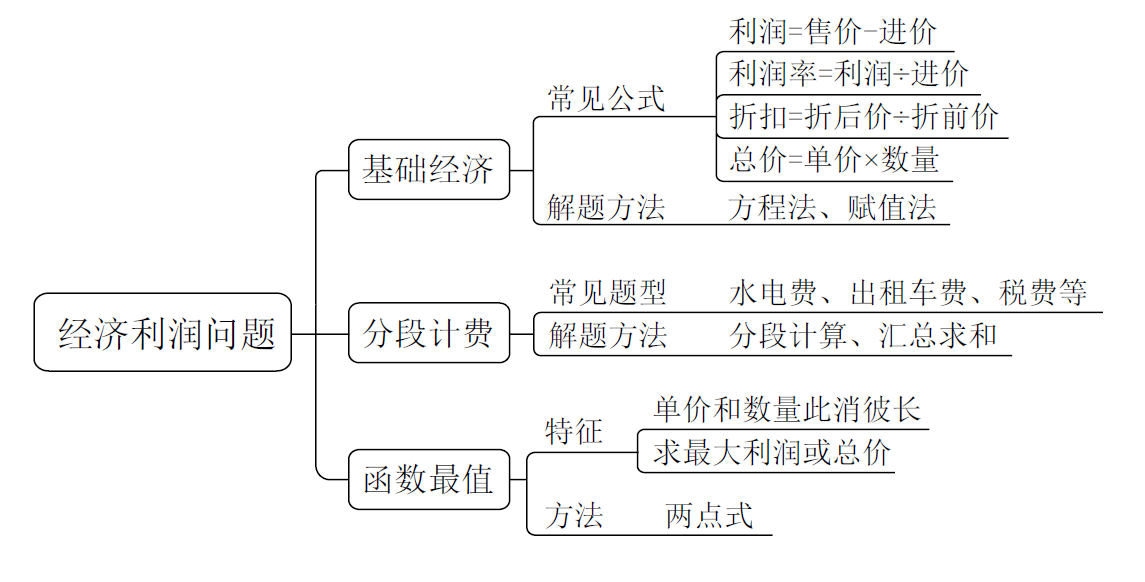 经济利润问题
基础经济
常见公式
利润=售价-进价
利润率=利润÷进价
折扣=折后价÷折前价
总价=单价×数量
解题方法 方程法、赋值法
分段计费
常见题型 水电费、出租车费、税费等
解题方法 分段计算、汇总求和
函数最值
特征
单价和数量此消彼长
求最大利润或总价
方法 两点式